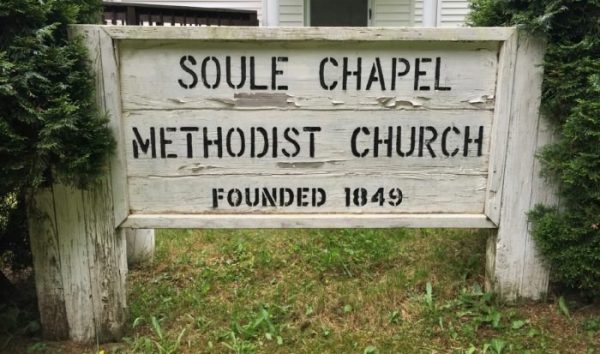 SOULE CHAPEL
METHODIST CHURCH
FOUNDED 1849